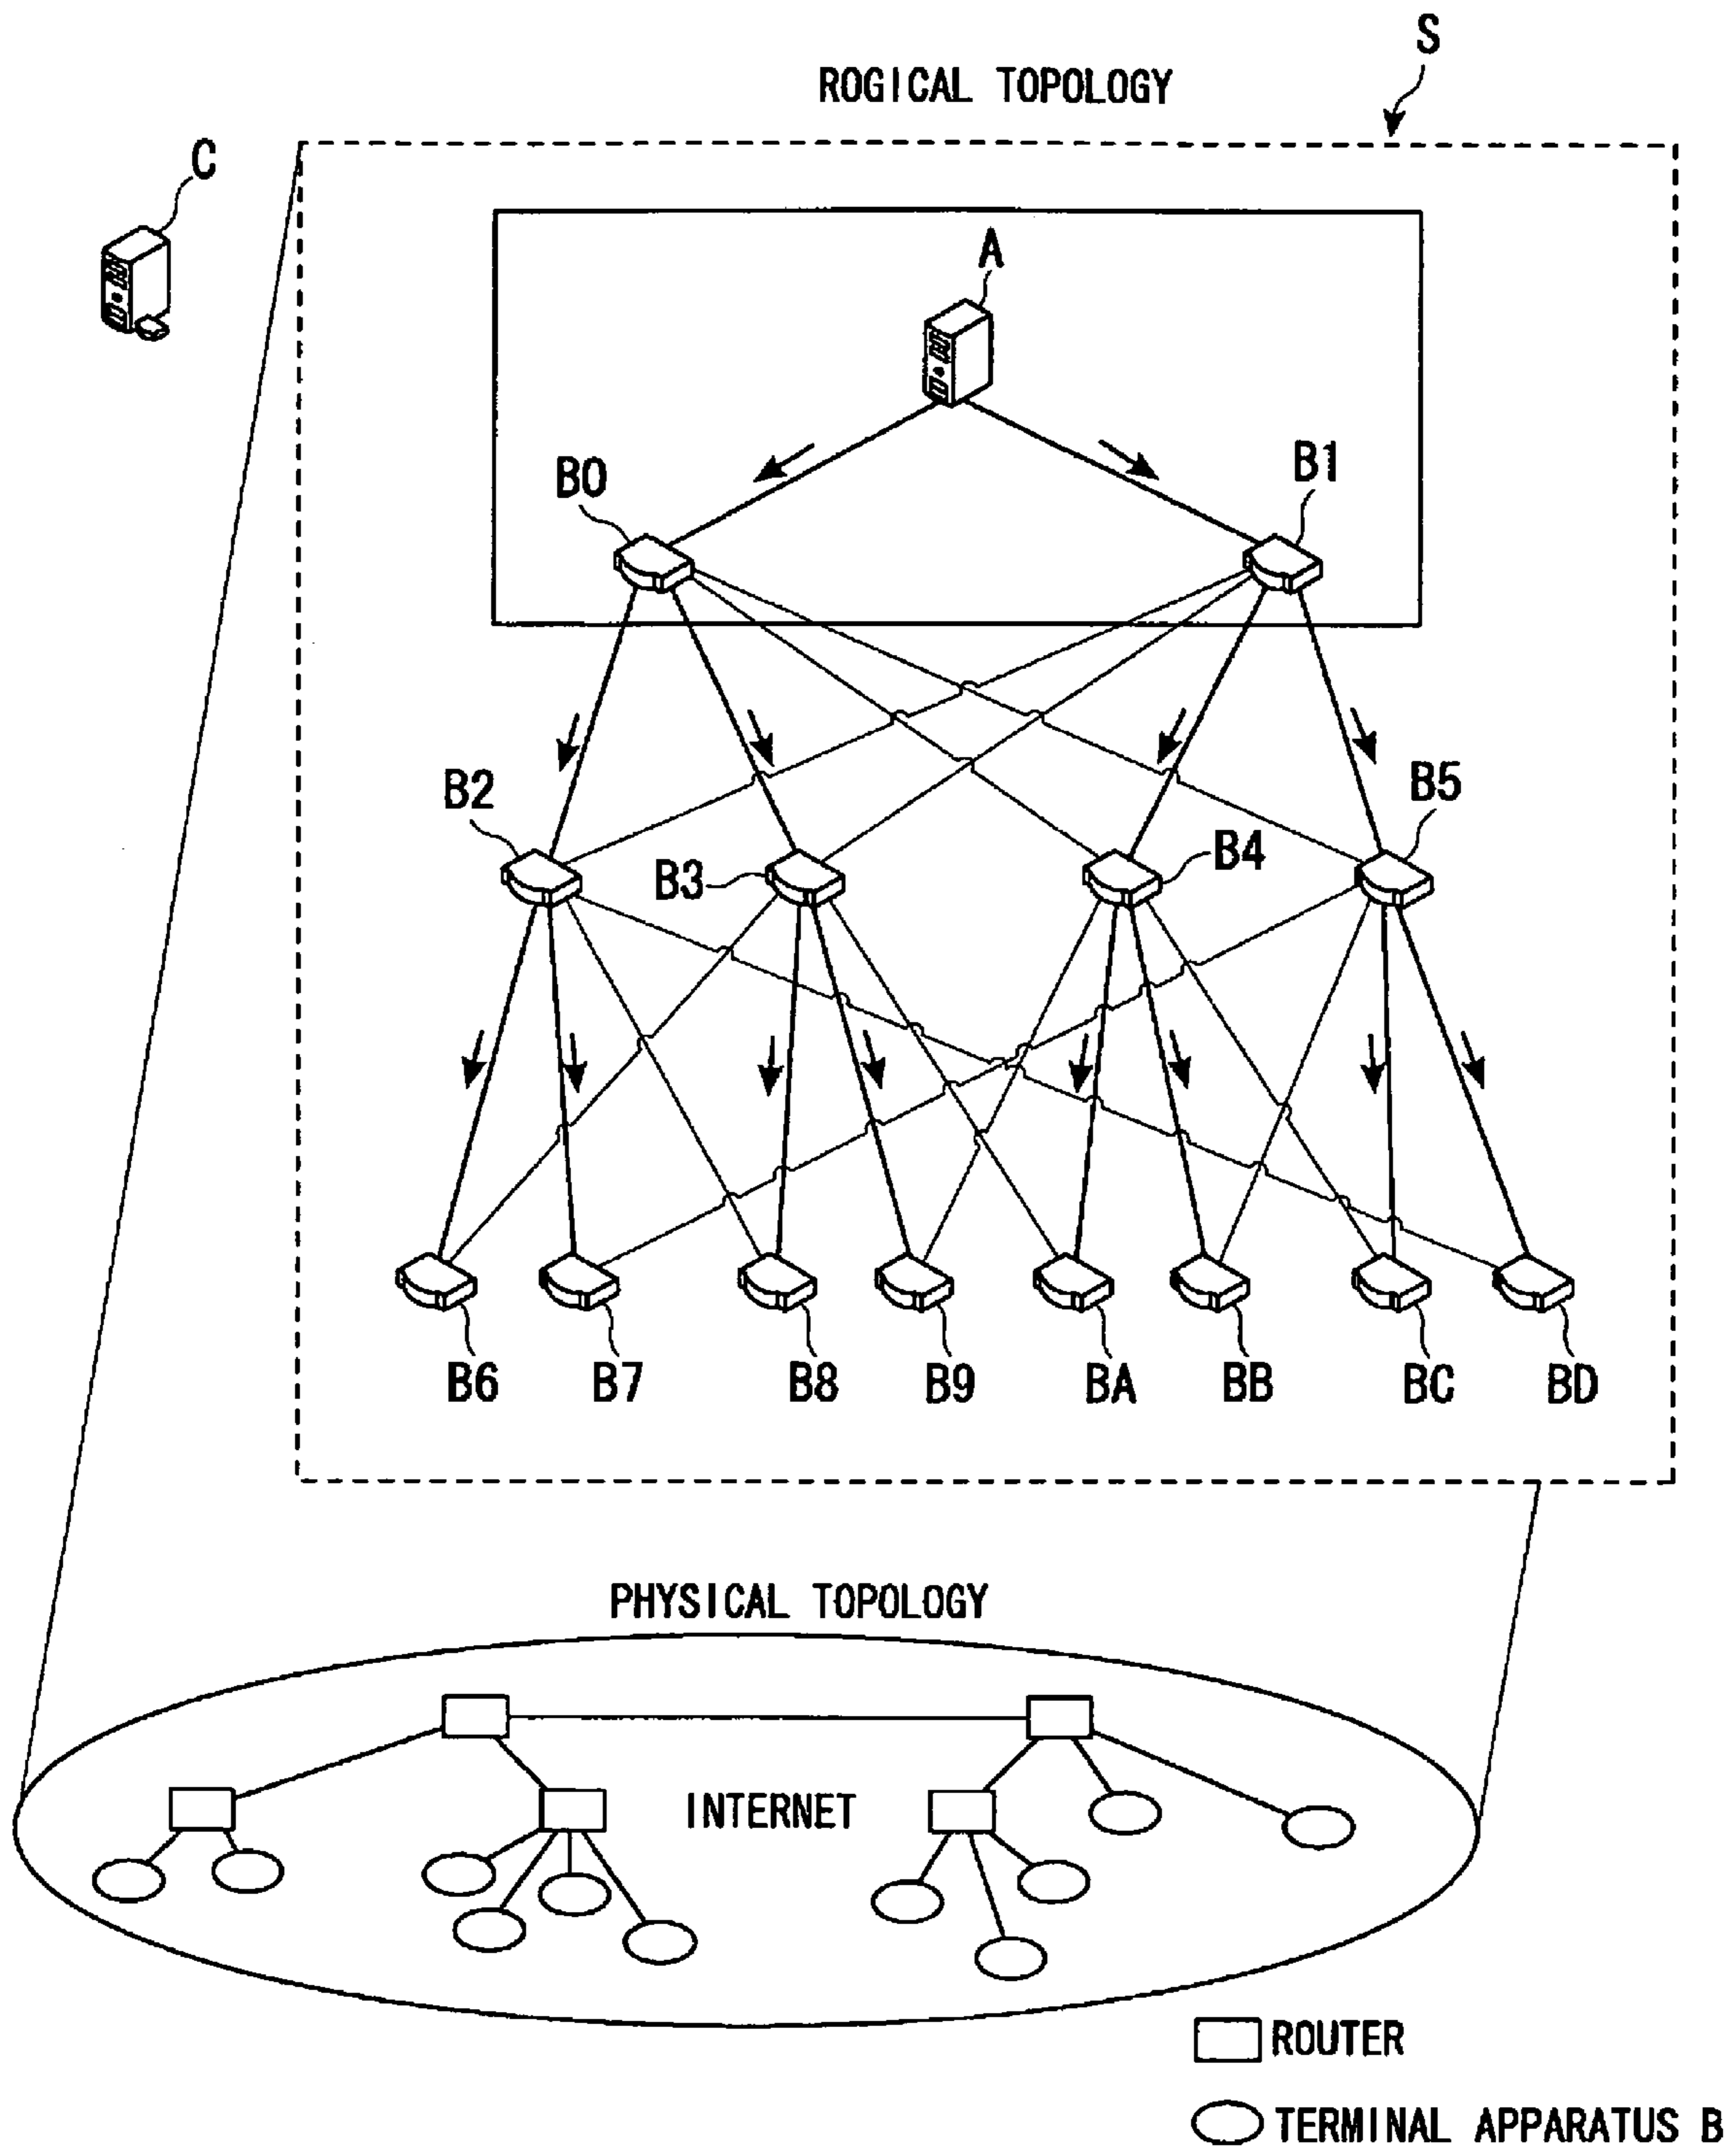 S
ROGICAL TOPOLOGY
C
A
B0
B1
B2
B3
B4
B5
B6
B7
B8
B9
BA
BB
BC
BD
PHYSICAL TOPOLOGY
INTERNET
ROUTER
TERMINAL APPARATUS B